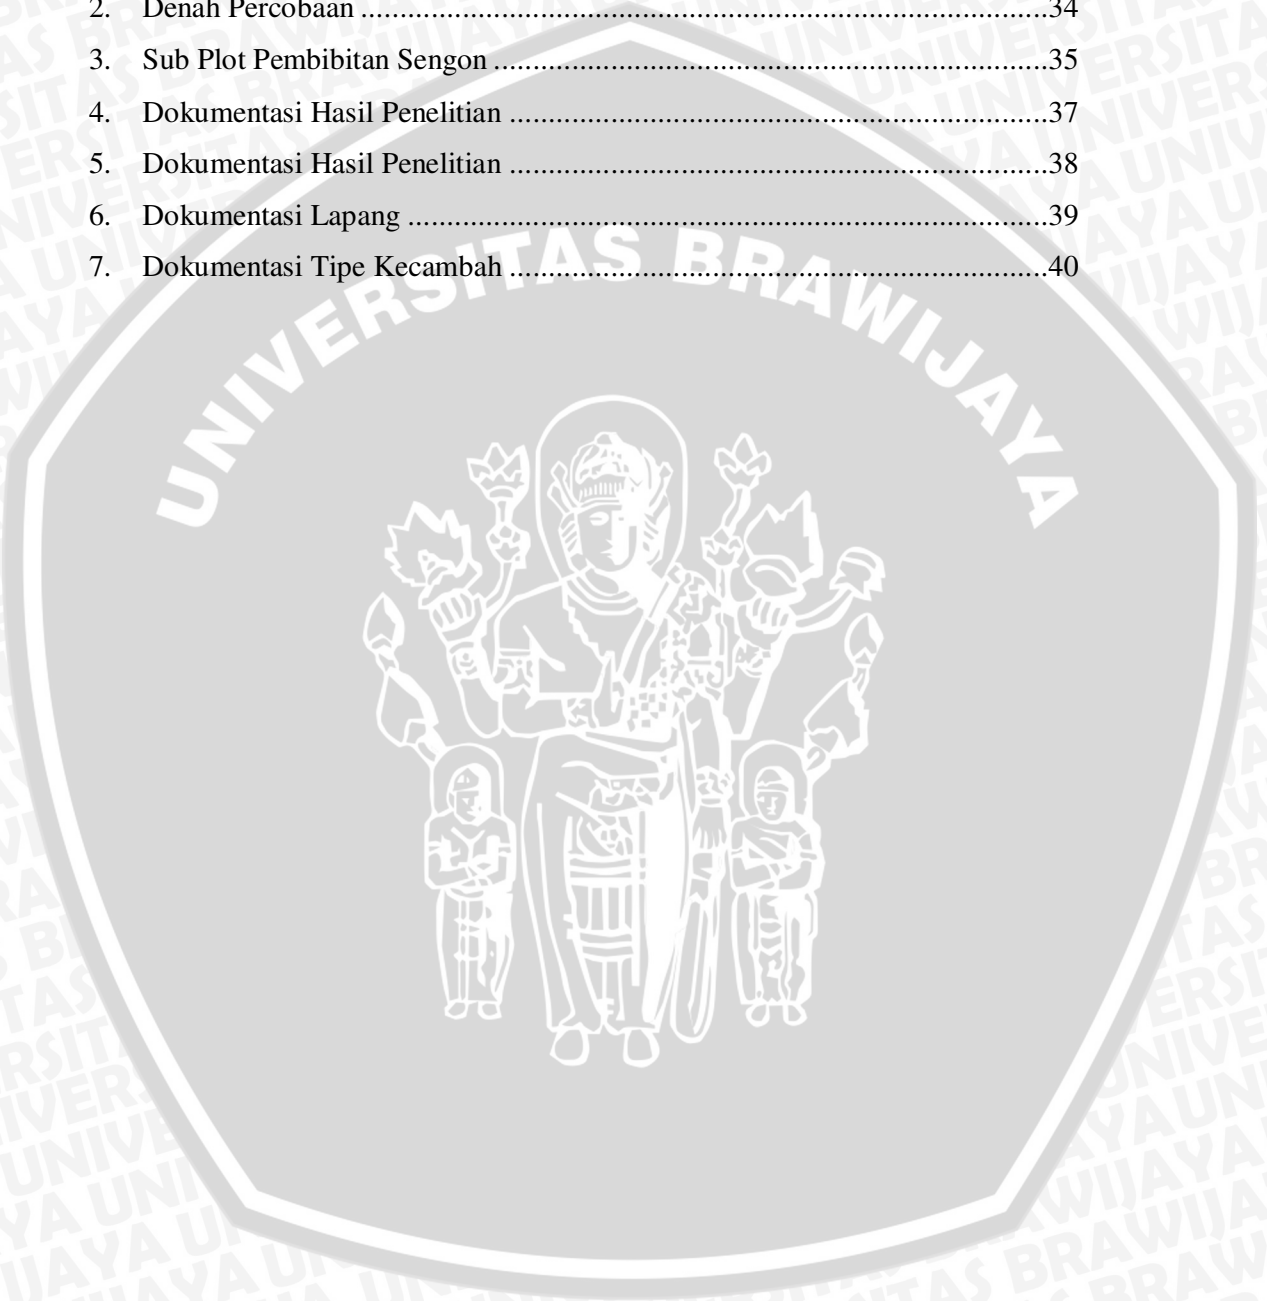 2. Denah Percobaan ........................................................................................34
3. Sub Plot Pembibitan Sengon .......................................................................35
4. Dokumentasi Hasil Penelitian .....................................................................37
5. Dokumentasi Hasil Penelitian .....................................................................38
6. Dokumentasi Lapang ..................................................................................39
7. Dokumentasi Tipe Kecambah .....................................................................40
UNIVERSITAS BRAWIJAYA